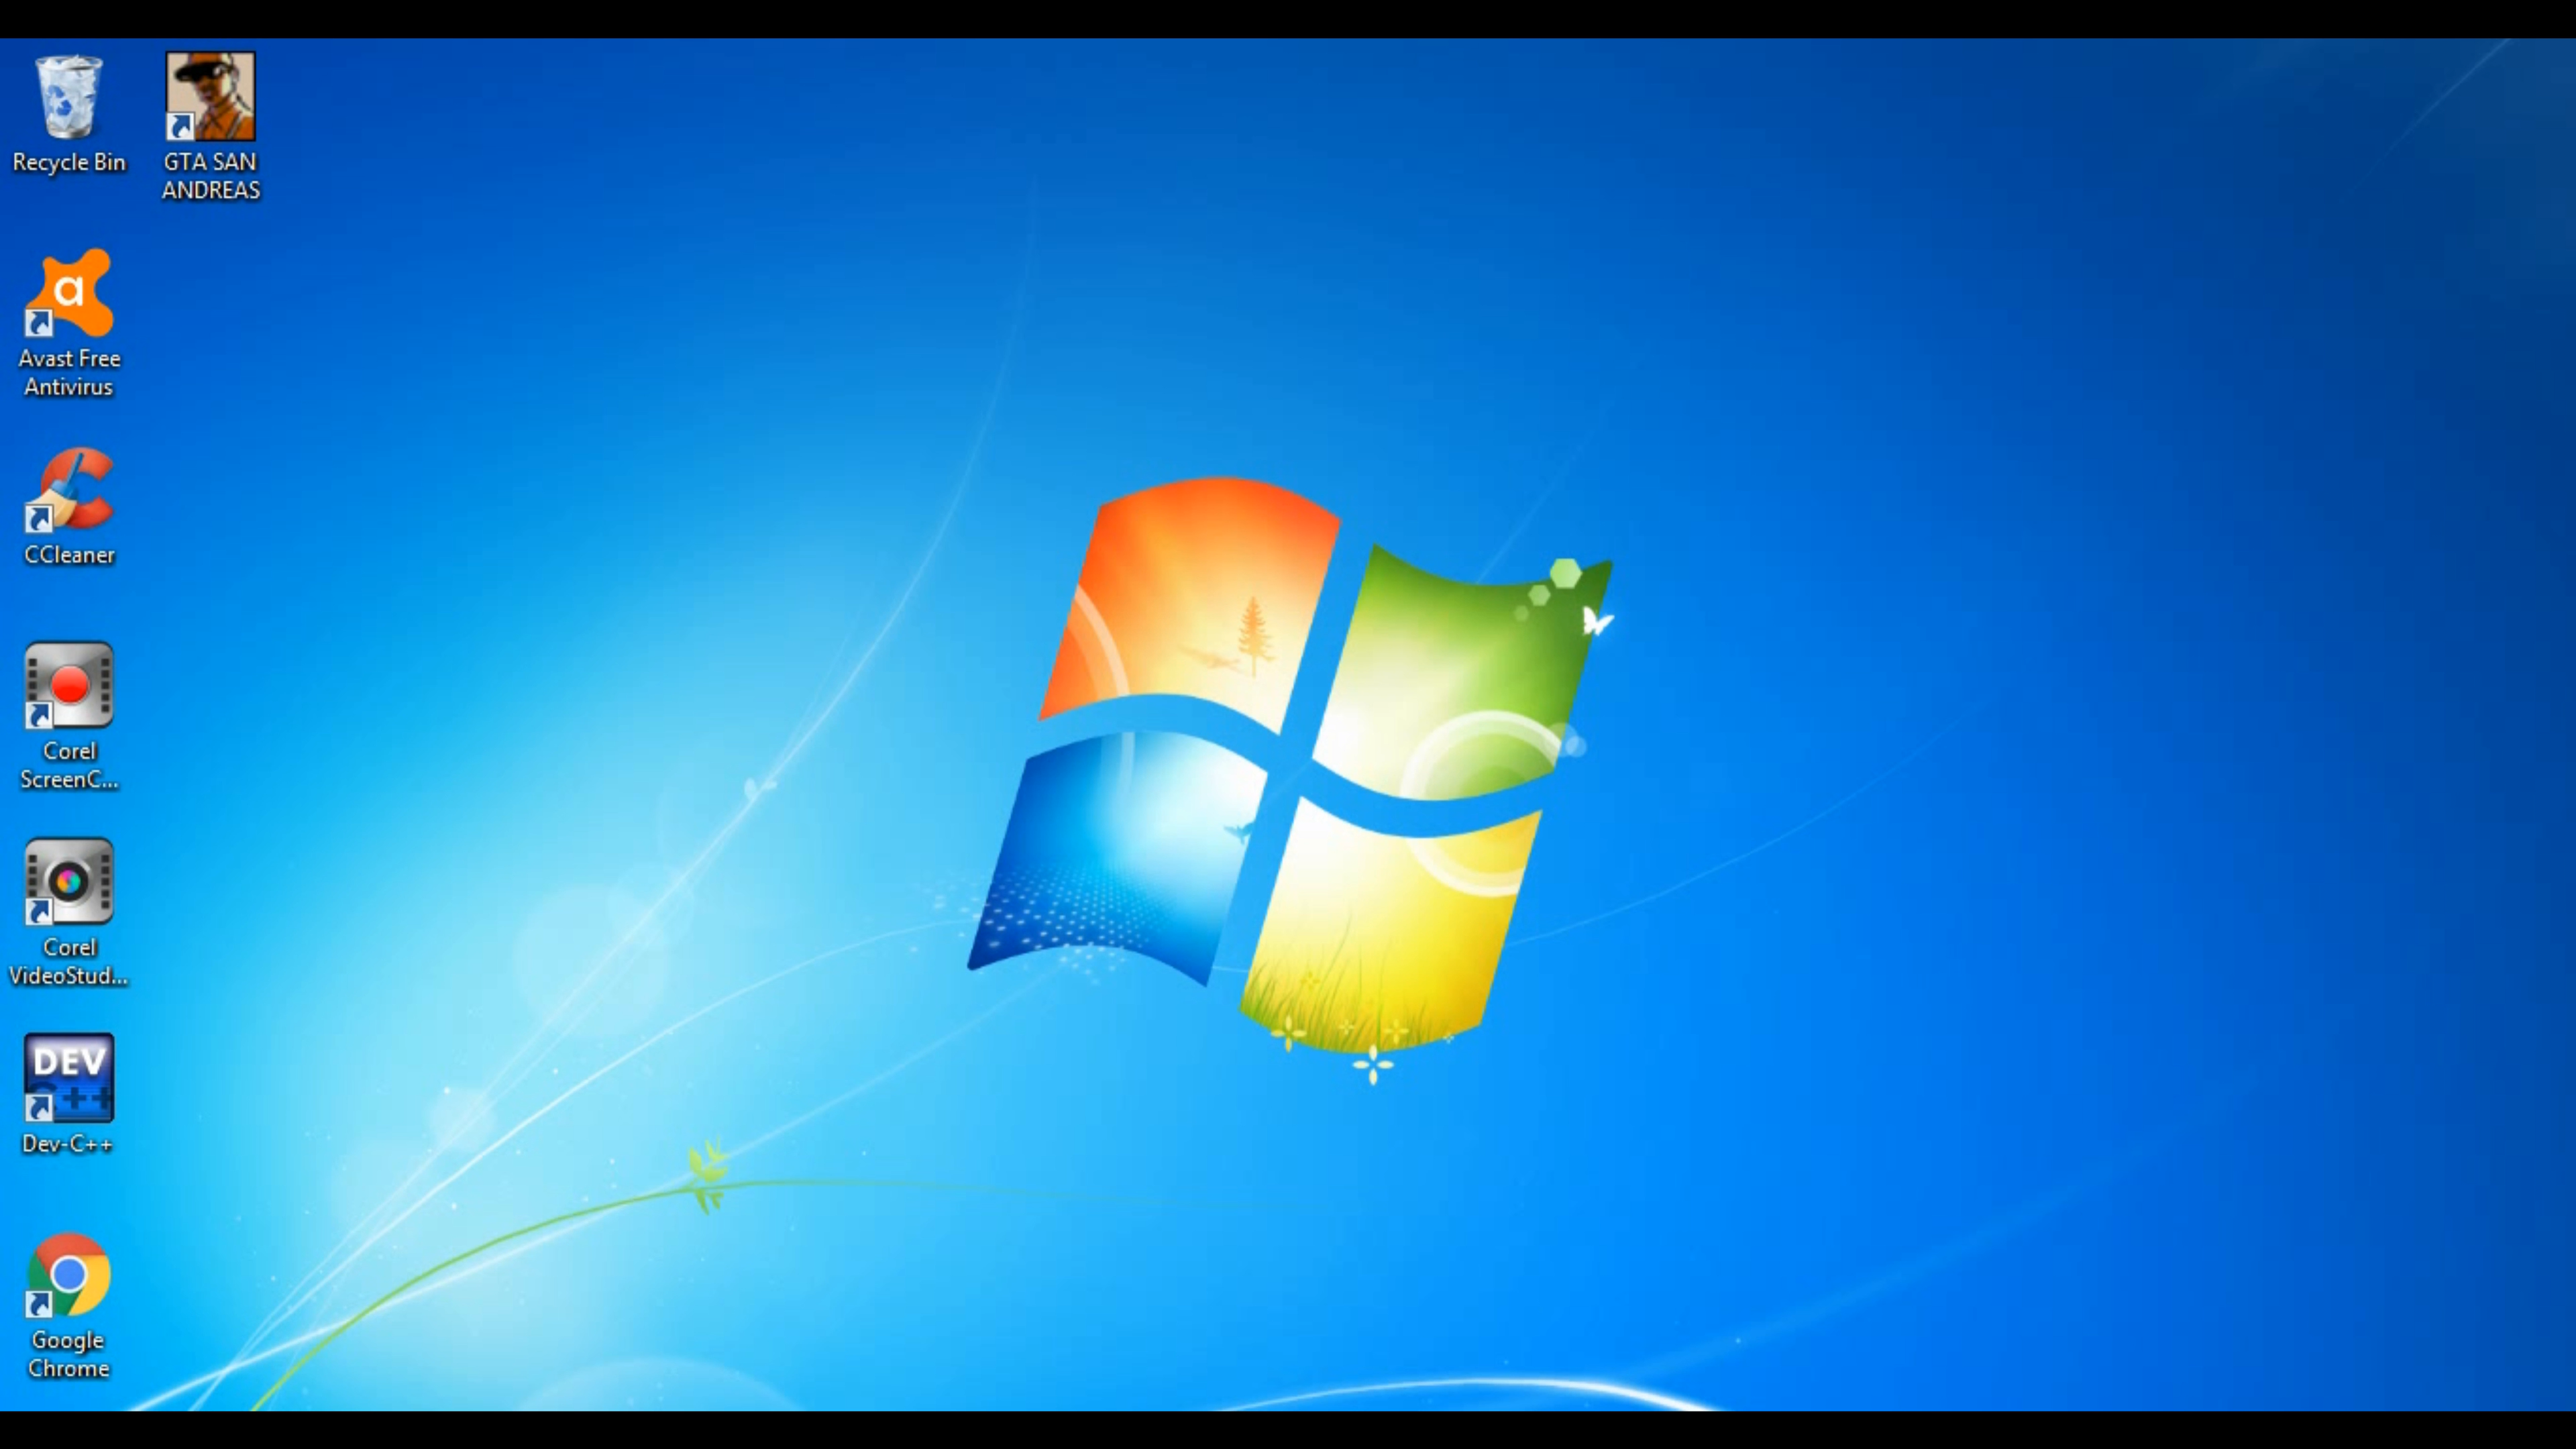 Recycle Bin
GTA SAN
ANDREAS
a
Avast Free
Antivirus
CCleaner
Corel
ScreenC...
Corel
VideoStud...
DEV
C++
Dev-C++
Google
Chrome